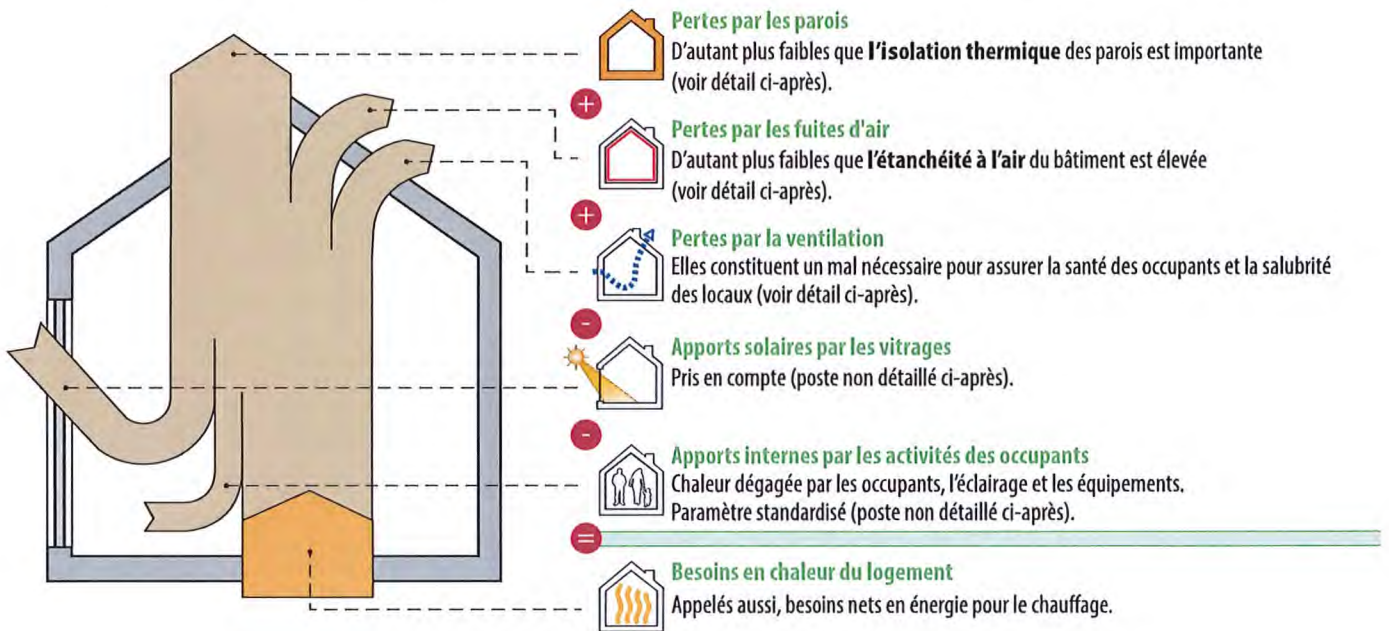 Pertes par les parois
D'autant plus faibles que l'isolation thermique des parois est importante
(voir détail ci-après).
+
Pertes par les fuites d'air
D'autant plus faibles que l'étanchéité à l'air du bâtiment est élevée
(voir détail ci-après).
+
Pertes par la ventilation
Elles constituent un mal nécessaire pour assurer la santé des occupants et la salubrité
des locaux (voir détail ci-après).
-
Apports solaires par les vitrages
Pris en compte (poste non détaillé ci-après).
-
Apports internes par les activités des occupants
Chaleur dégagée par les occupants, l'éclairage et les équipements.
Paramètre standardisé (poste non détaillé ci-après).
=
Besoins en chaleur du logement
Appelés aussi, besoins nets en énergie pour le chauffage.